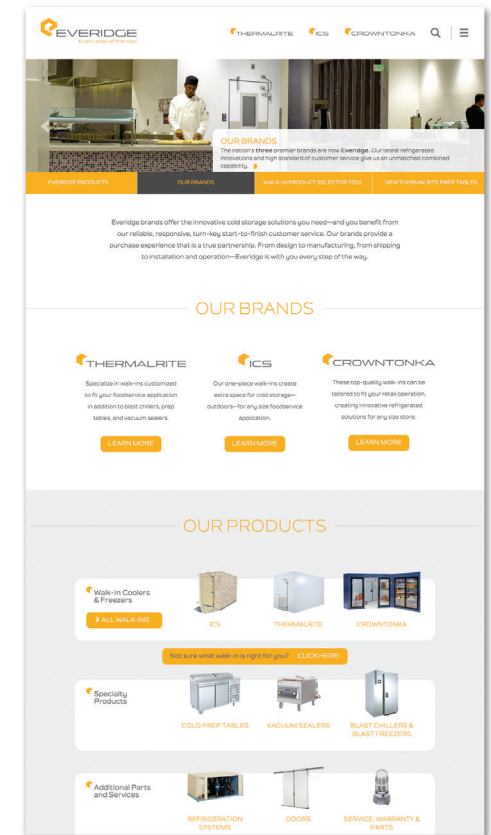 EVERIDGE
Every step of the way
THERMALRITE
ICS
CROWNTONKA
OUR BRANDS
The nation's three premier brands are now Everidge. Our latest refrigerated
innovations and high standard of customer service give us an unmatched combined
capability.
EVERIDGE PRODUCTS
OUR BRANDS
WALK-IN PRODUCT SELECTOR TOOL
NEW THERMALRITE PREP TABLES
Everidge brands offer the innovative cold storage solutions you need—and you benefit from
our reliable, responsive, turn-key start-to-finish customer service. Our brands provide a
purchase experience that is a true partnership. From design to manufacturing, from shipping
to installation and operation—Everidge is with you every step of the way.
OUR BRANDS
THERMALRITE
Specialize in walk-ins customized
to fit your foodservice application
in addition to blast chillers, prep
tables, and vacuum sealers.
LEARN MORE
ICS
Our one-piece walk-ins create
extra space for cold storage—
outdoors—for any size foodservice
application.
LEARN MORE
CROWNTONKA
These top-quality walk-ins can be
tailored to fit your retail operation,
creating innovative refrigerated
solutions for any size store.
LEARN MORE
OUR PRODUCTS
Walk-In Coolers
& Freezers
> ALL WALK-INS
ICS
THERMALRITE
CROWNTONKA
Not sure what walk-in is right for you? CLICK HERE!
Specialty
Products
COLD PREP TABLES
VACUUM SEALERS
BLAST CHILLERS &
BLAST FREEZERS
Additional Parts
and Services
REFRIGERATION
SYSTEMS
DOORS
SERVICE, WARRANTY &
PARTS